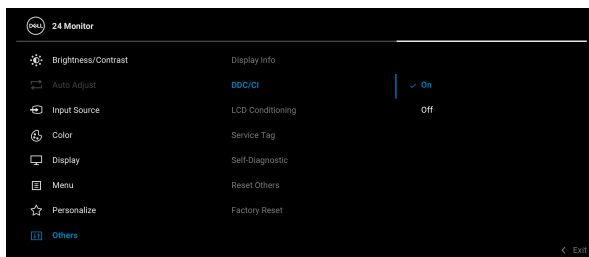 DELL 24 Monitor
Brightness/Contrast Display Info
Auto Adjust DDC/CI On
Input Source LCD Conditioning Off
Color Service Tag
Display Self-Diagnostic
Menu Reset Others
Personalize Factory Reset
Others
Exit